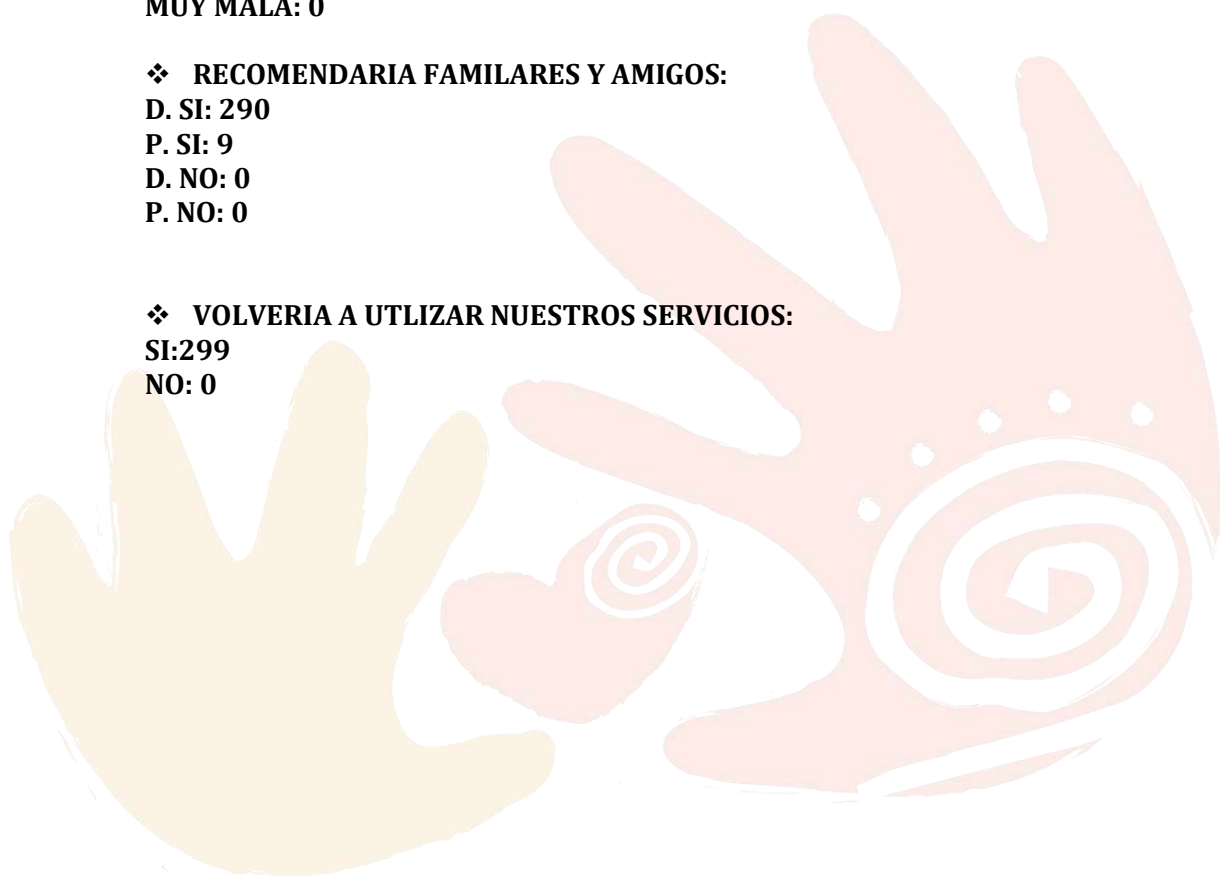 MUY MALA: 0
❖ RECOMENDARIA FAMILARES Y AMIGOS:
D. SI: 290
P. SI: 9
D. NO: 0
P. NO: 0
❖ VOLVERIA A UTLIZAR NUESTROS SERVICIOS:
SI:299
NO: 0